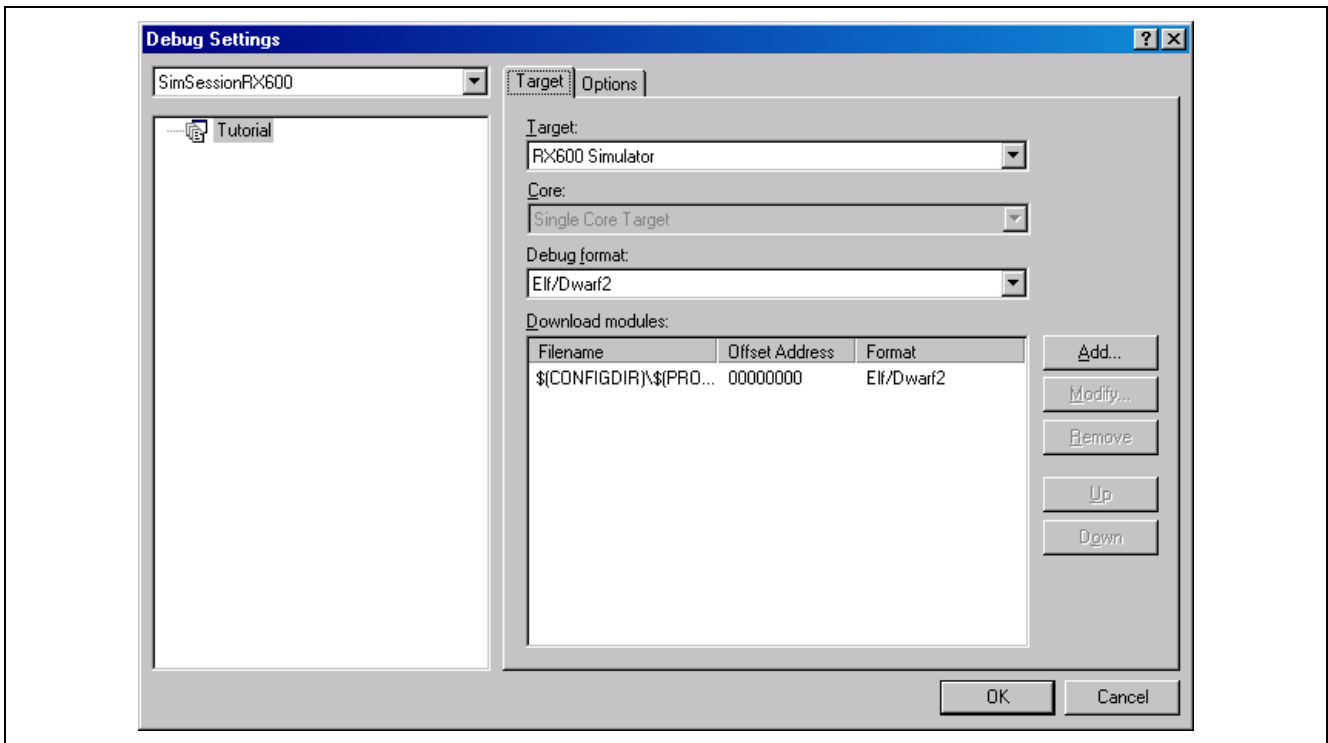 Debug Settings
SimSessionRX600
Tutorial
Target
Options
Target:
RX600 Simulator
Core:
Single Core Target
Debug format:
Elf/Dwarf2
Download modules:
Filename Offset Address Format
$(CONFIGDIR)\$(PRO... 00000000 Elf/Dwarf2
Add...
Modify...
Remove
Up
Down
OK
Cancel